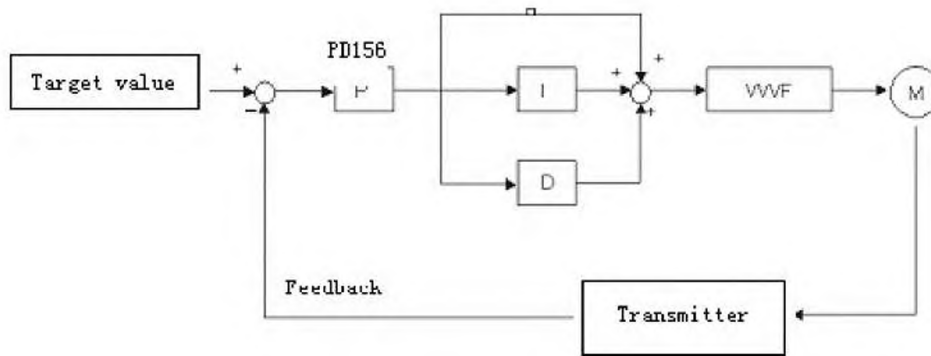 PD156
+
+
Target value
+
P
I
+
VVVF
M
−
+
D
Feedback
Transmitter